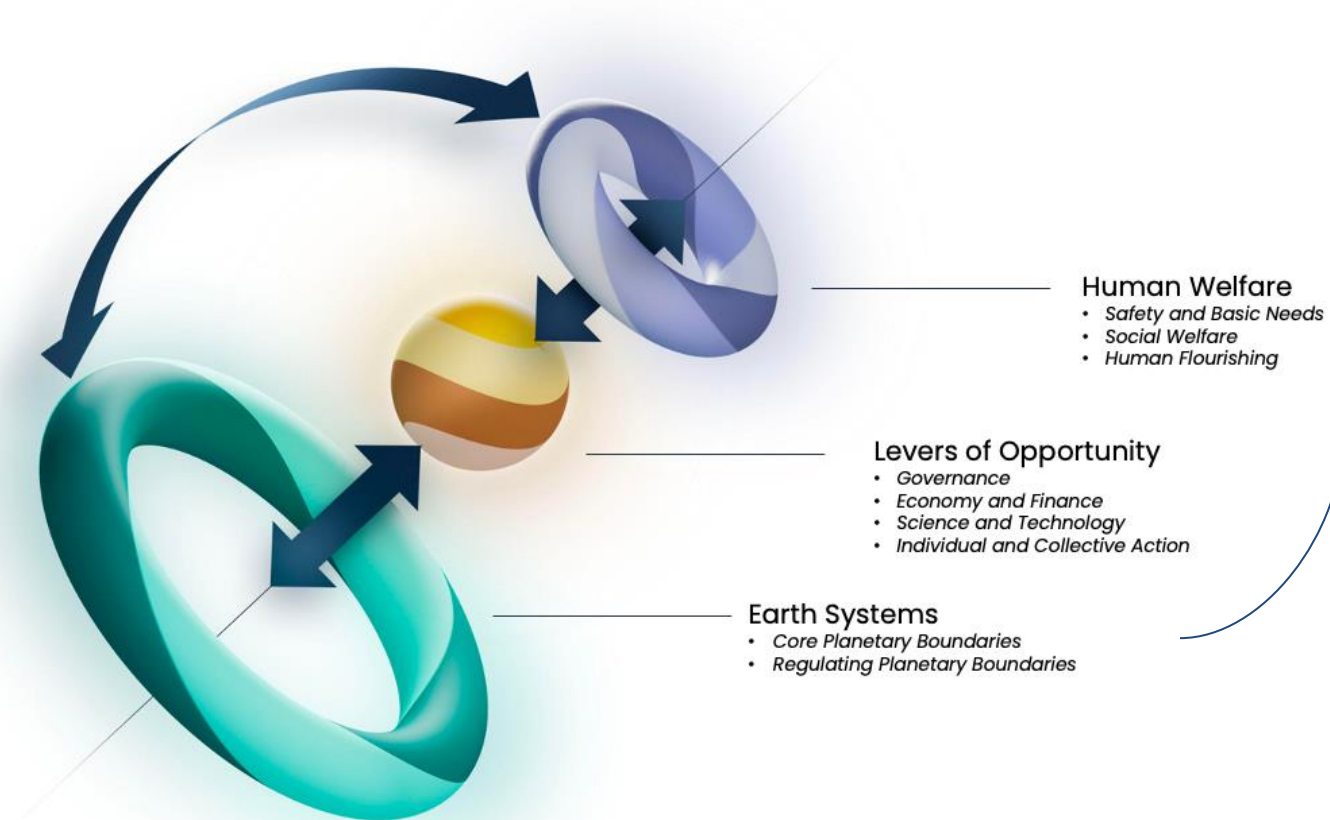 Human Welfare
• Safety and Basic Needs
• Social Welfare
• Human Flourishing
Levers of Opportunity
• Governance
• Economy and Finance
• Science and Technology
• Individual and Collective Action
Earth Systems
• Core Planetary Boundaries
• Regulating Planetary Boundaries